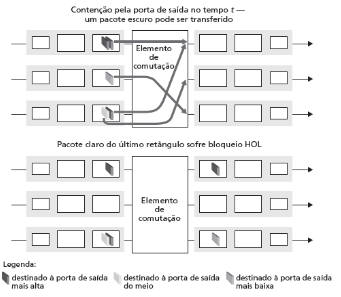 Contenção pela porta de saída no tempo t —
um pacote escuro pode ser transferido
Elemento
de
comutação
Pacote claro do último retângulo sofre bloqueio HOL
Elemento
de
comutação
Legenda:
destinado à porta de saída
mais alta
destinado à porta de saída
do meio
destinado à porta de saída
mais baixa